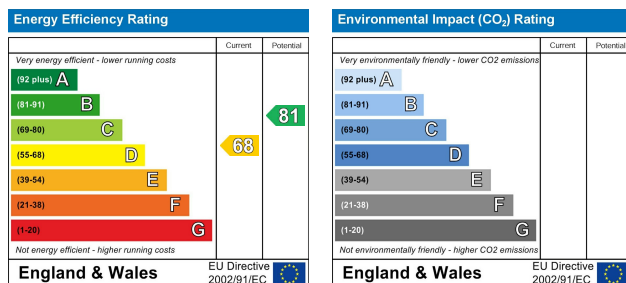 Energy Efficiency Rating
Current Potential
Very energy efficient - lower running costs
(92 plus) A
(81-91) B
(69-80) C
(55-68) D
(39-54) E
(21-38) F
(1-20) G
68
81
Not energy efficient - higher running costs
England & Wales
EU Directive
2002/91/EC
Environmental Impact (CO₂) Rating
Current Potential
Very environmentally friendly - lower CO2 emissions
(92 plus) A
(81-91) B
(69-80) C
(55-68) D
(39-54) E
(21-38) F
(1-20) G
Not environmentally friendly - higher CO2 emissions
England & Wales
EU Directive
2002/91/EC